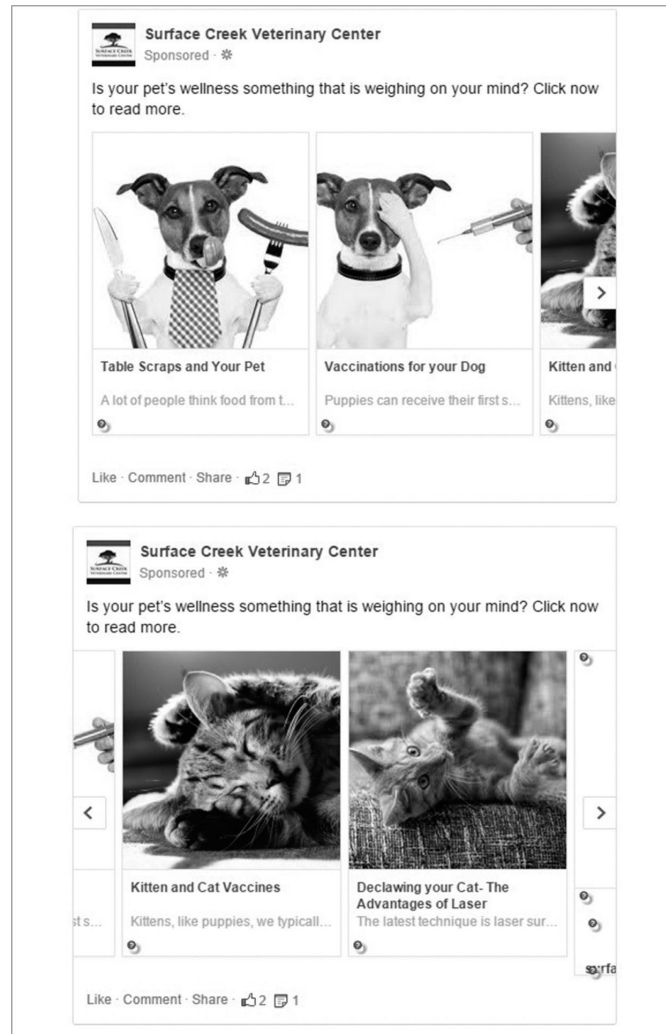 Surface Creek Veterinary Center
Sponsored ·
Is your pet's wellness something that is weighing on your mind? Click now
to read more.
Table Scraps and Your Pet
Vaccinations for your Dog
Kitten and
A lot of people think food from t...
Puppies can receive their first s...
Kittens, like
Like · Comment · Share · 2 1
SURFACE CREEK
VETERINARY CENTER
Surface Creek Veterinary Center
Sponsored ·
Is your pet's wellness something that is weighing on your mind? Click now
to read more.
Kitten and Cat Vaccines
Declawing your Cat- The
Advantages of Laser
st s...
Kittens, like puppies, we typicall...
The latest technique is laser sur...
Like · Comment · Share · 2 1